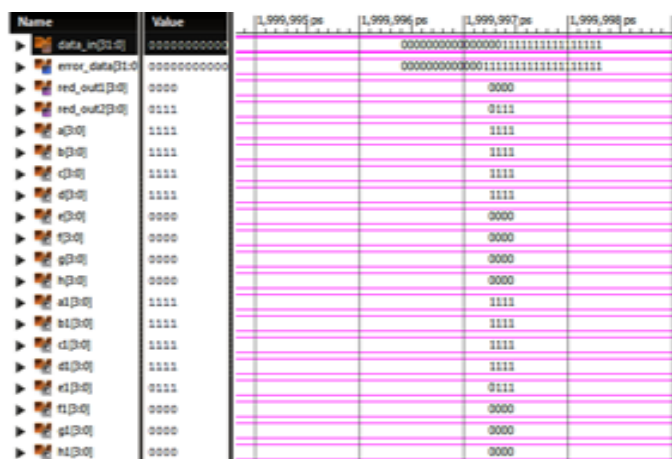 Name Value |1,999,995 ps |1,999,996 ps |1,999,997 ps |1,999,998 ps
data_in[31:0] 00000000000 00000000000000001111111111111111
error_data[31:0 00000000000 00000000000001111111111111111111
red_out1[3:0] 0000 0000
red_out2[3:0] 0111 0111
a[3:0] 1111 1111
b[3:0] 1111 1111
c[3:0] 1111 1111
d[3:0] 1111 1111
e[3:0] 0000 0000
f[3:0] 0000 0000
g[3:0] 0000 0000
h[3:0] 0000 0000
a1[3:0] 1111 1111
b1[3:0] 1111 1111
c1[3:0] 1111 1111
d1[3:0] 1111 1111
e1[3:0] 0111 0111
f1[3:0] 0000 0000
g1[3:0] 0000 0000
h1[3:0] 0000 0000